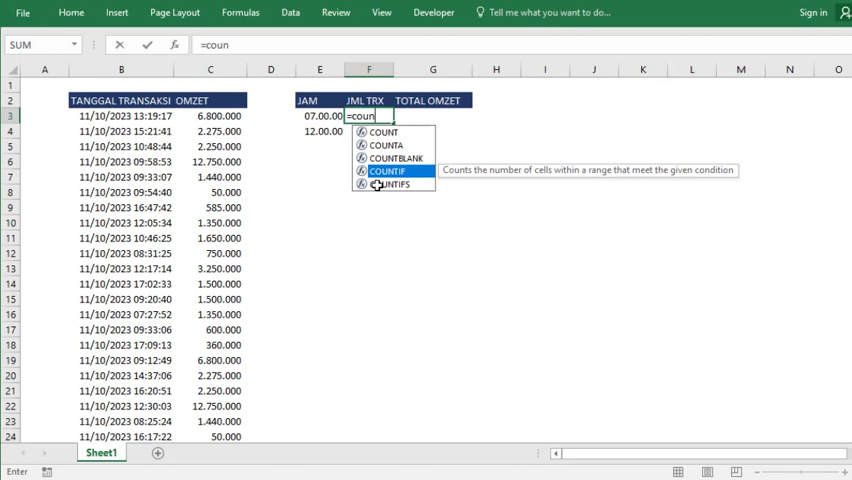 File Home Insert Page Layout Formulas Data Review View Developer Tell me what you want to do... Sign in
SUM =coun
A B C D E F G H I J K L M N O
1
2 TANGGAL TRANSAKSI OMZET JAM JML TRX TOTAL OMZET
3 11/10/2023 13:19:17 6.800.000 07.00.00 =coun
4 11/10/2023 15:21:41 2.275.000 12.00.00 COUNT
5 11/10/2023 10:48:44 2.250.000 COUNTA
6 11/10/2023 09:58:53 12.750.000 COUNTBLANK
7 11/10/2023 09:33:07 1.440.000 COUNTIF Counts the number of cells within a range that meet the given condition
8 11/10/2023 09:54:40 50.000 COUNTIFS
9 11/10/2023 16:47:42 585.000
10 11/10/2023 12:05:34 1.350.000
11 11/10/2023 10:46:25 1.650.000
12 11/10/2023 08:31:25 750.000
13 11/10/2023 12:17:14 3.250.000
14 11/10/2023 17:02:33 1.500.000
15 11/10/2023 09:20:40 1.500.000
16 11/10/2023 07:27:52 1.350.000
17 11/10/2023 09:33:06 600.000
18 11/10/2023 17:09:13 360.000
19 11/10/2023 09:12:49 6.800.000
20 11/10/2023 14:37:06 2.275.000
21 11/10/2023 16:20:51 2.250.000
22 11/10/2023 12:30:03 12.750.000
23 11/10/2023 08:25:24 1.440.000
24 11/10/2023 16:17:22 50.000
Sheet1
Enter